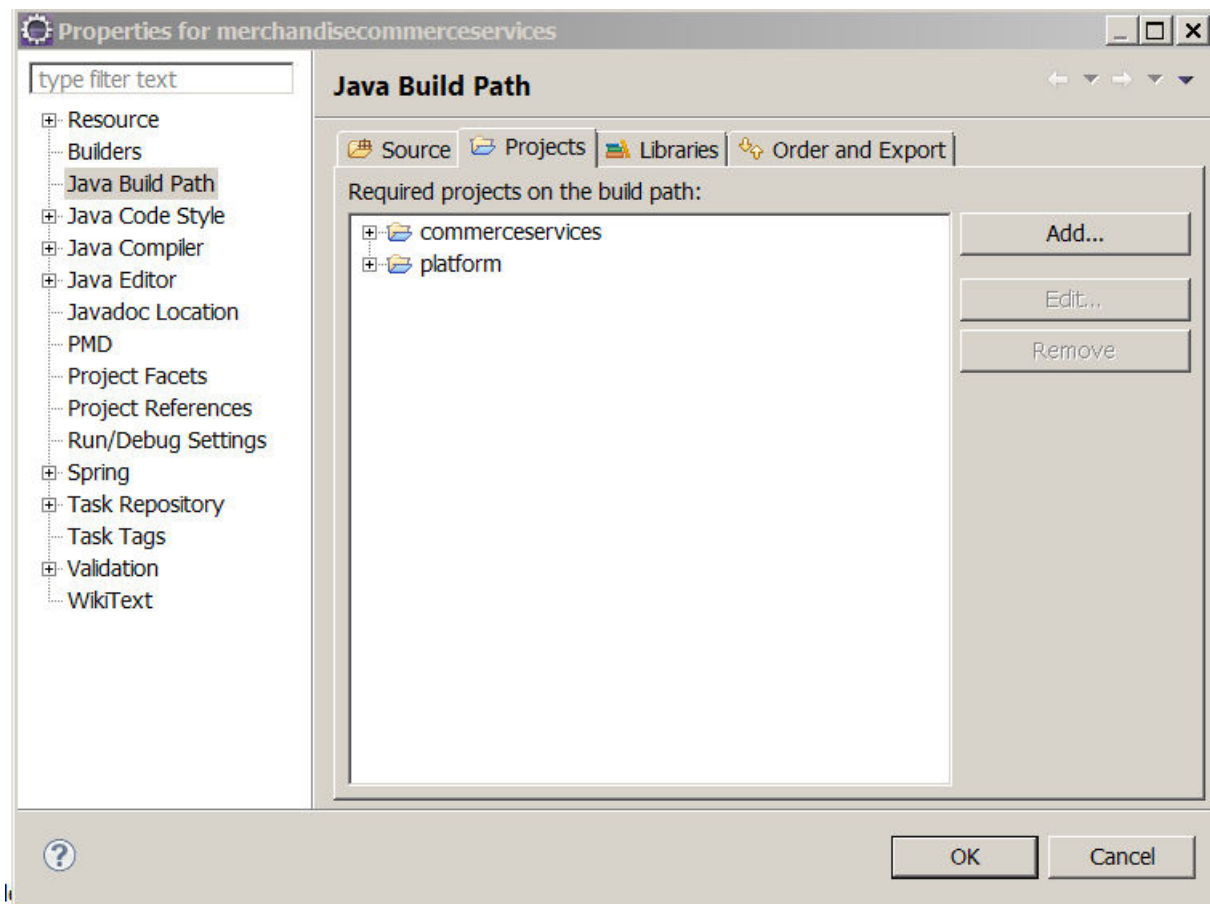 Properties for merchandisecommerceservices
type filter text
Resource
Builders
Java Build Path
Java Code Style
Java Compiler
Java Editor
Javadoc Location
PMD
Project Facets
Project References
Run/Debug Settings
Spring
Task Repository
Task Tags
Validation
WikiText
Java Build Path
Source Projects Libraries Order and Export
Required projects on the build path:
commerceservices
platform
Add...
Edit...
Remove
OK Cancel